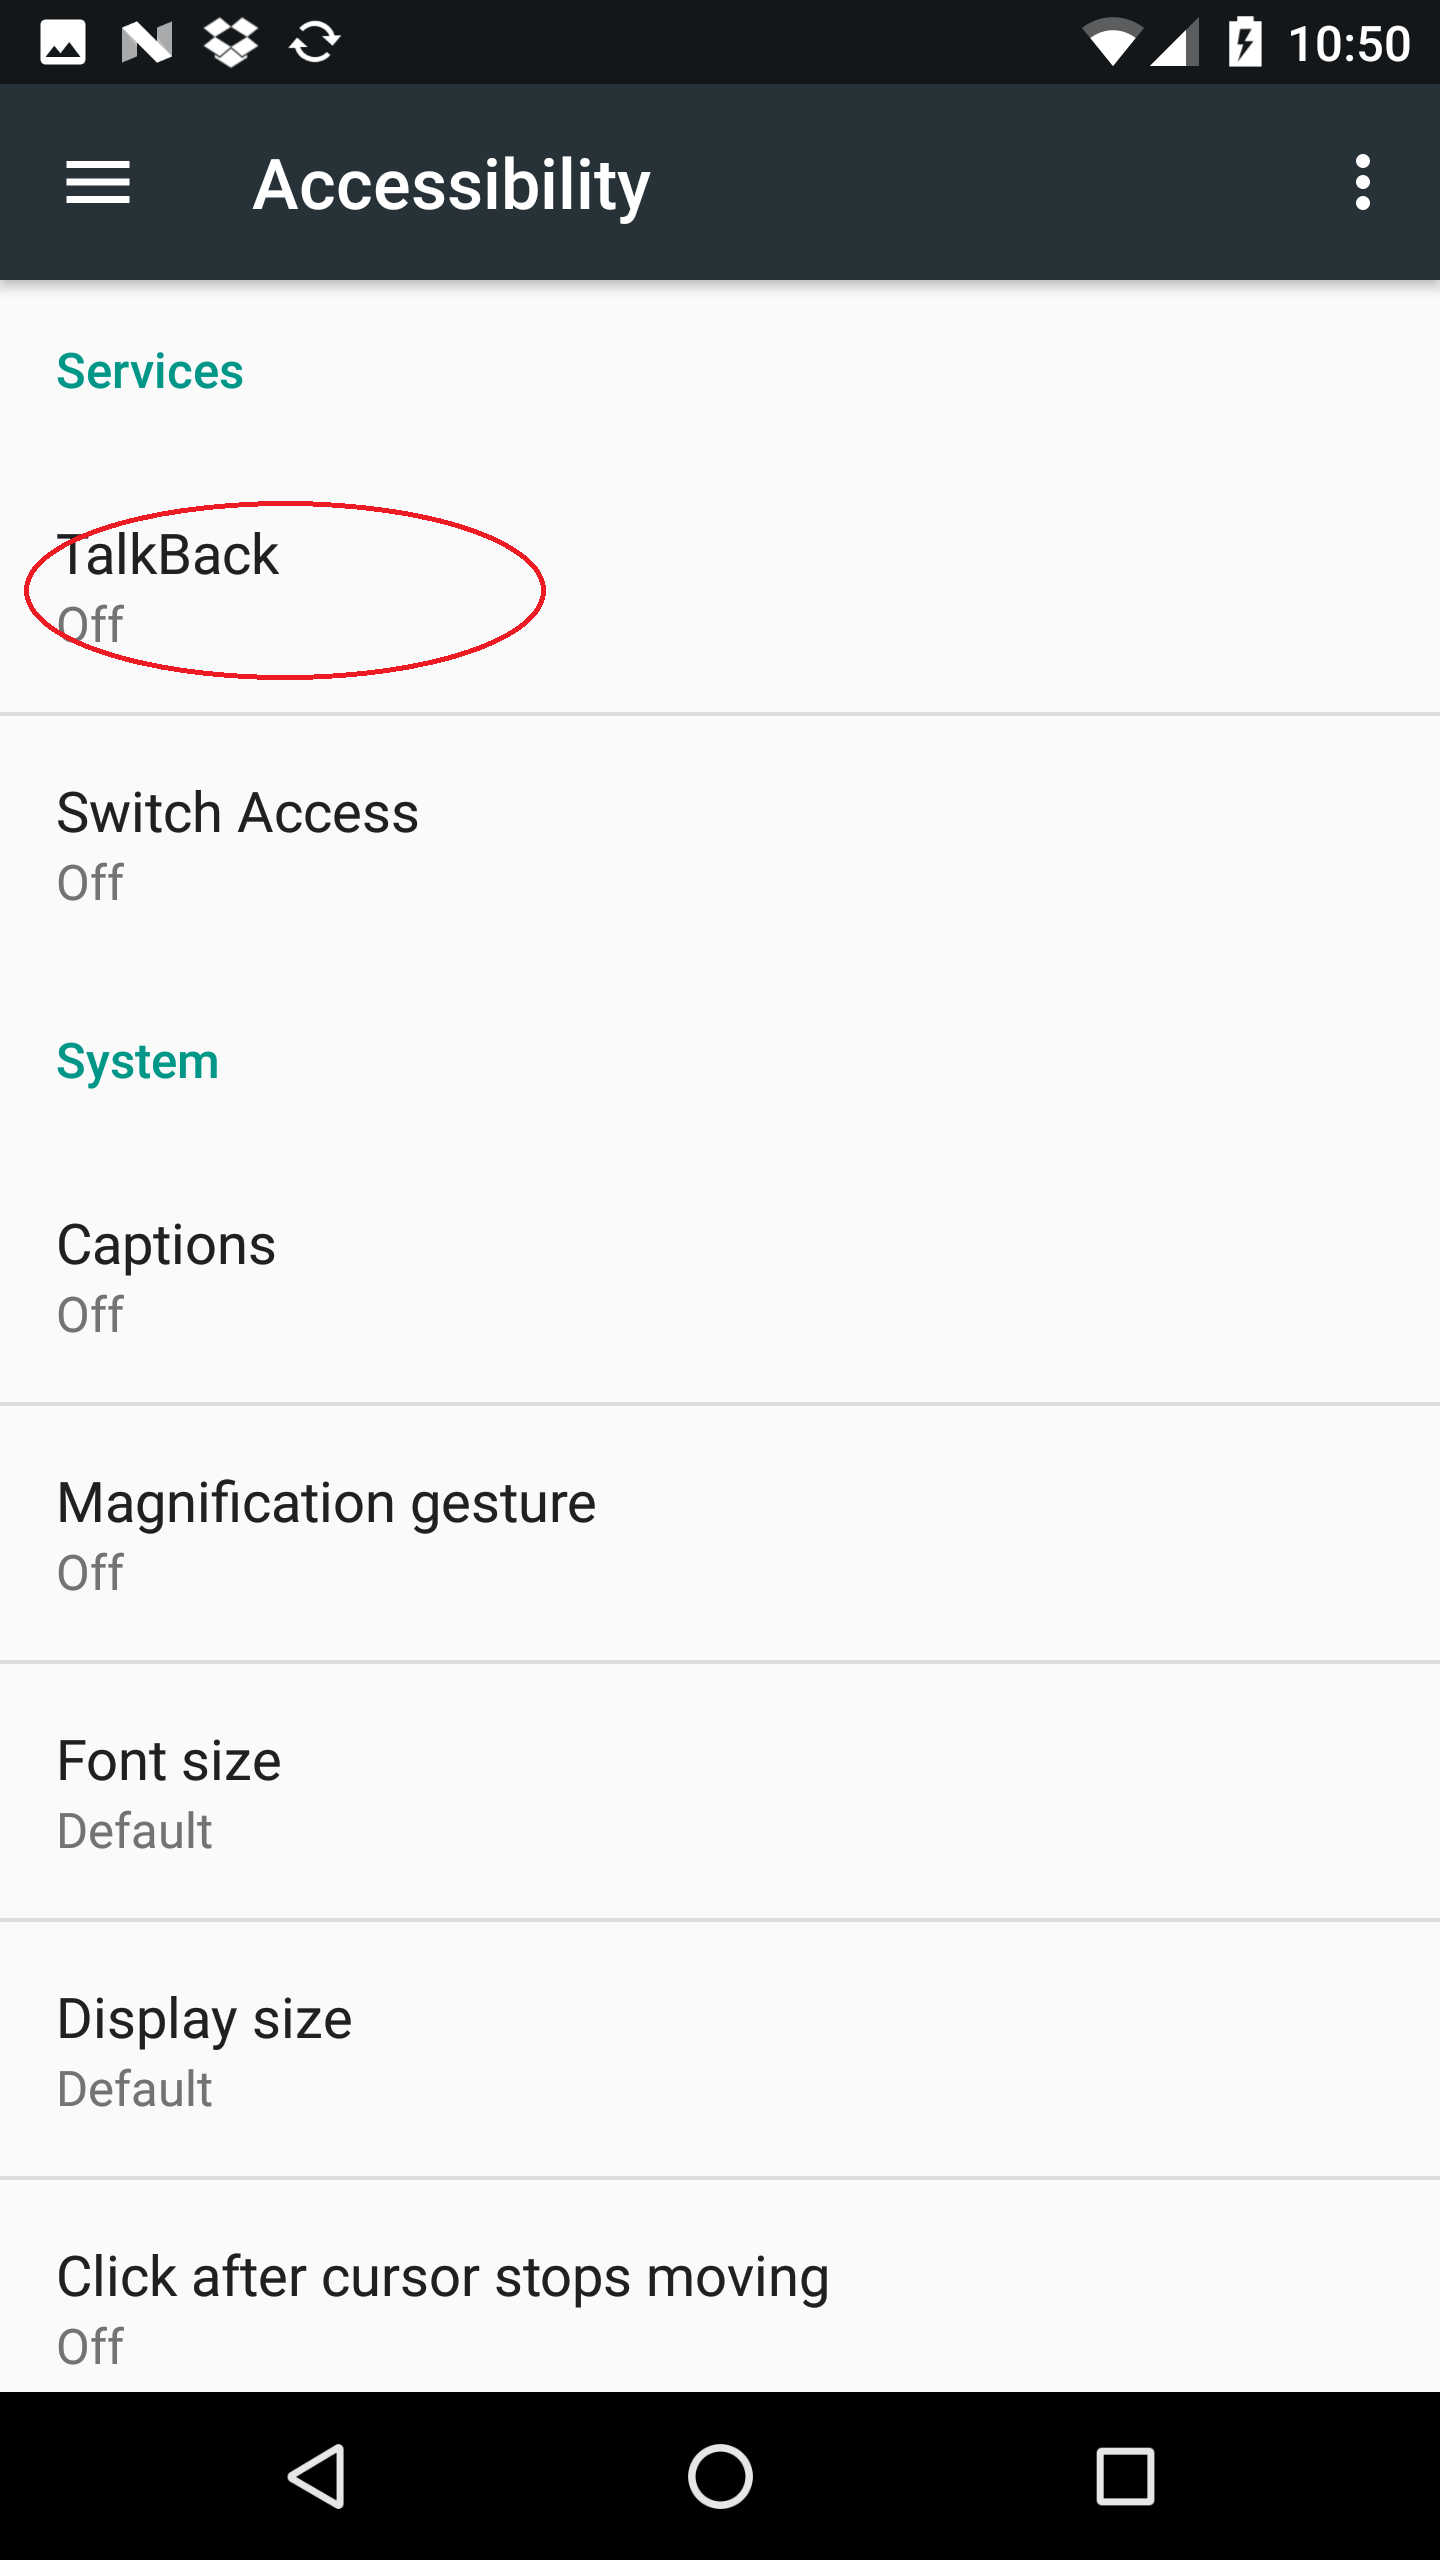 10:50
Accessibility
Services
TalkBack
Off
Switch Access
Off
System
Captions
Off
Magnification gesture
Off
Font size
Default
Display size
Default
Click after cursor stops moving
Off